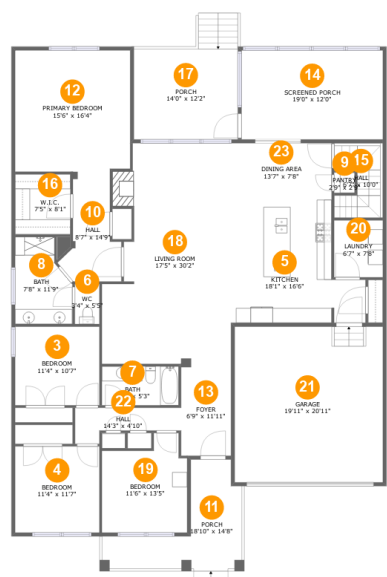 17
PORCH
14'0" x 12'2"
14
SCREENED PORCH
19'0" x 12'0"
12
PRIMARY BEDROOM
15'6" x 16'4"
23
DINING AREA
13'7" x 7'8"
9
PANTRY
2'9" x
15
10'0"
16
W.I.C.
7'5" x 8'1"
10
HALL
8'7" x 14'9"
18
LIVING ROOM
17'5" x 30'2"
20
LAUNDRY
6'7" x 7'8"
8
BATH
7'8" x 11'9"
6
WC
5
KITCHEN
18'1" x 16'6"
3
BEDROOM
11'4" x 10'7"
7
BATH
5'3"
22
HALL
14'3" x 4'10"
13
FOYER
6'9" x 11'11"
21
GARAGE
19'11" x 20'11"
4
BEDROOM
11'4" x 11'7"
19
BEDROOM
11'6" x 13'5"
11
PORCH
18'10" x 14'8"